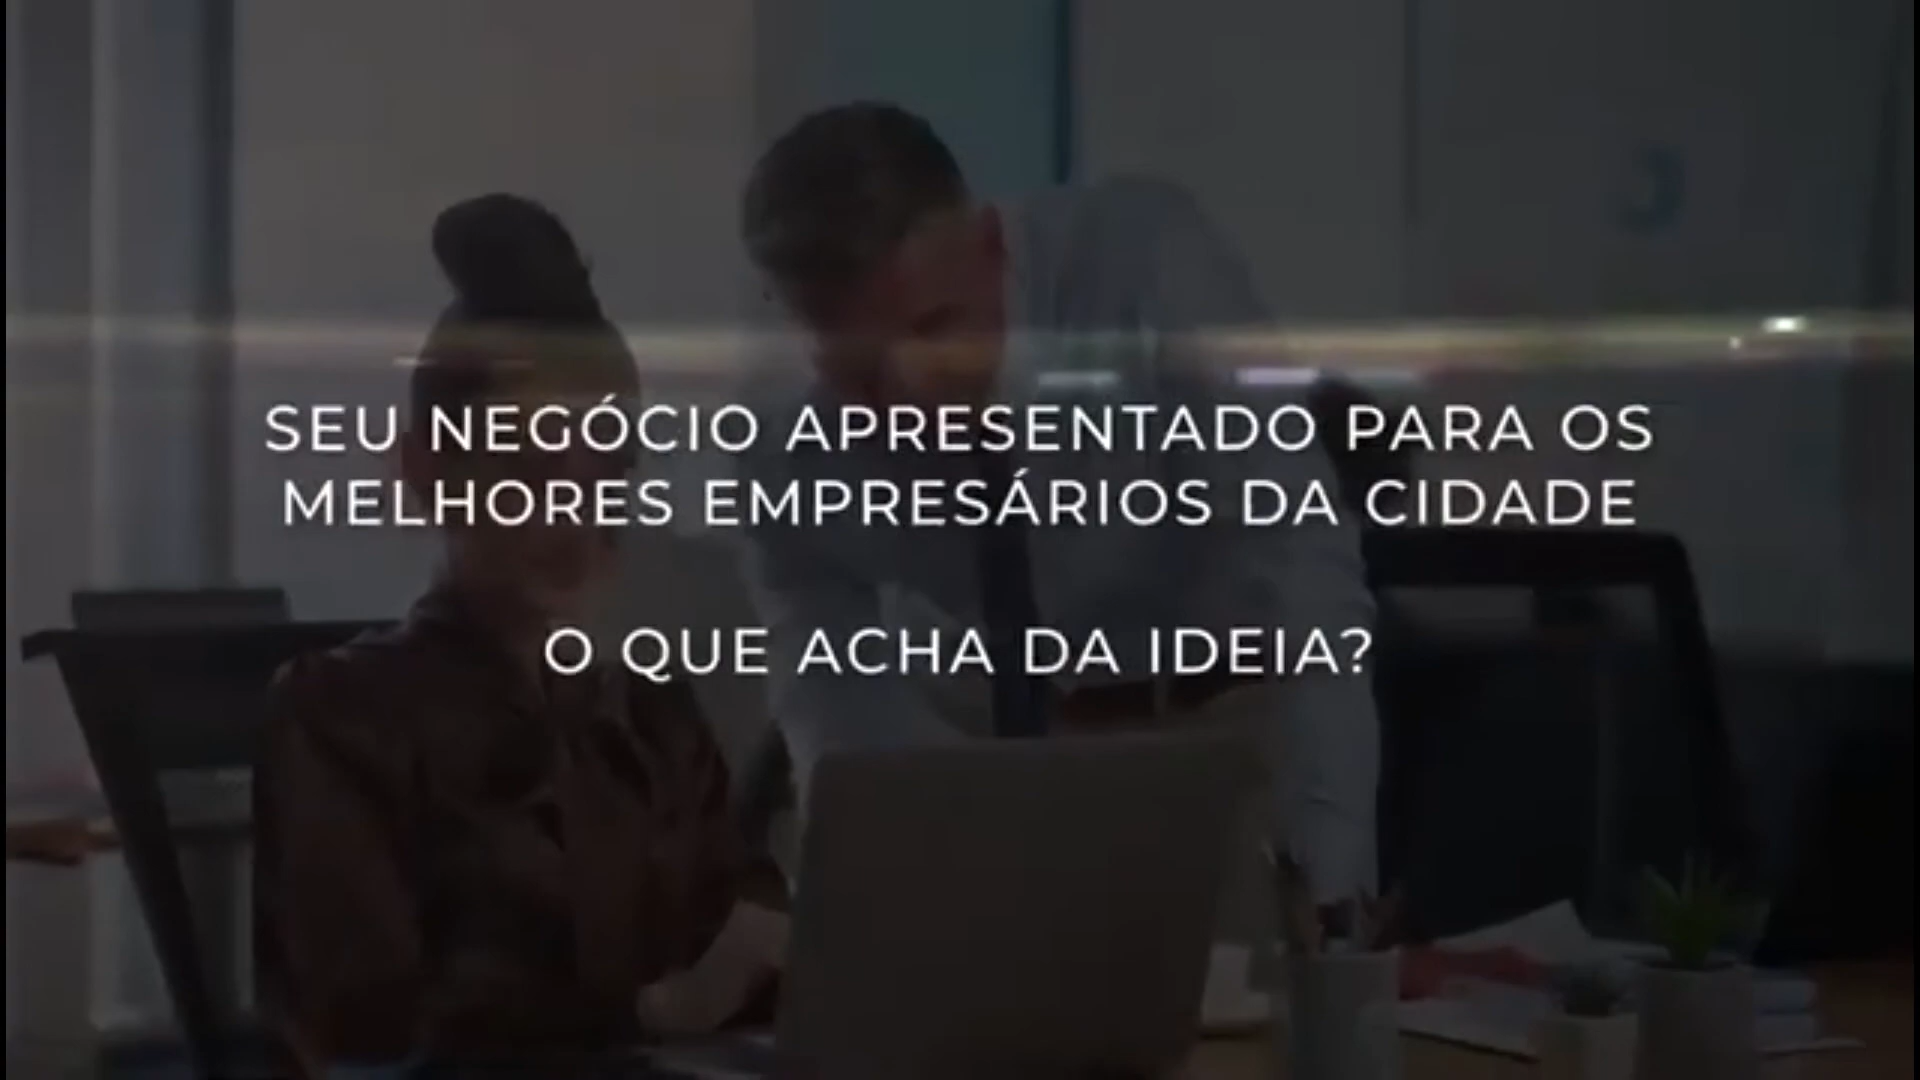 SEU NEGÓCIO APRESENTADO PARA OS
MELHORES EMPRESÁRIOS DA CIDADE
O QUE ACHA DA IDEIA?